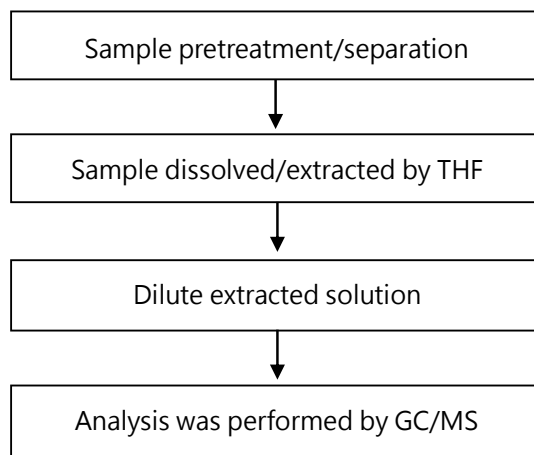 Sample pretreatment/separation
Sample dissolved/extracted by THF
Dilute extracted solution
Analysis was performed by GC/MS